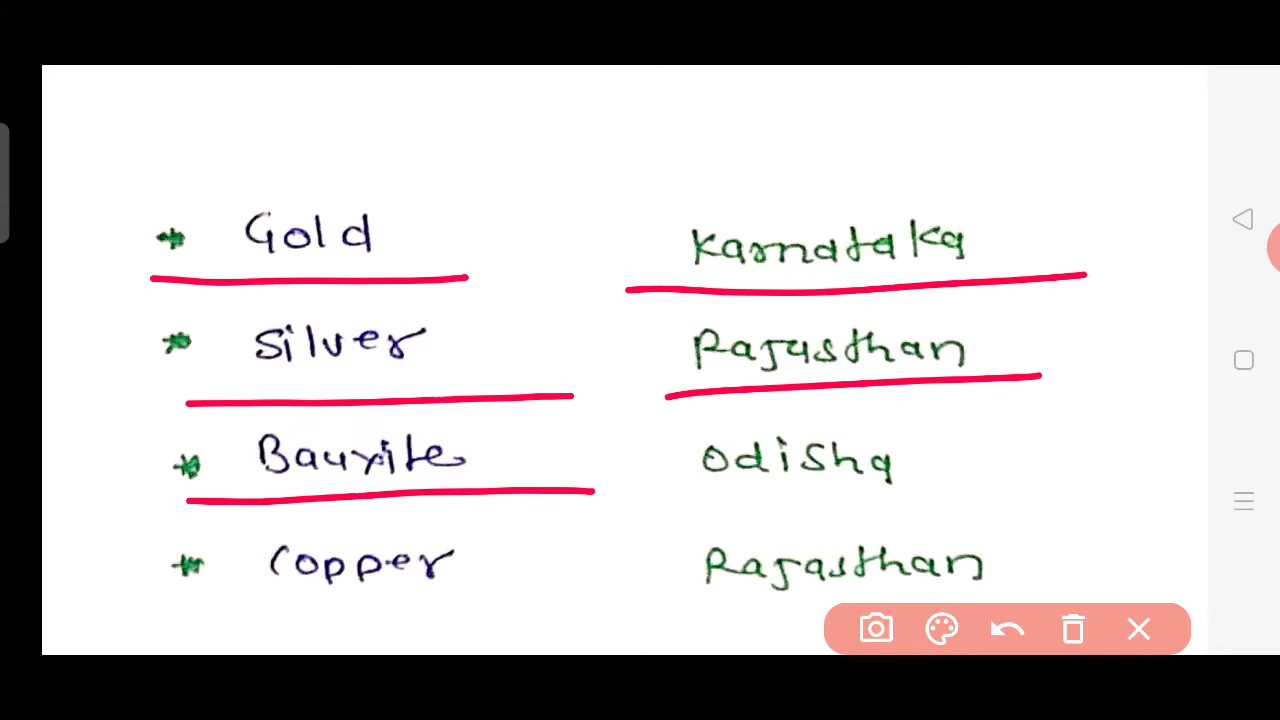 Gold Karnataka
Silver Rajasthan
Bauxite Odisha
Copper Rajasthan